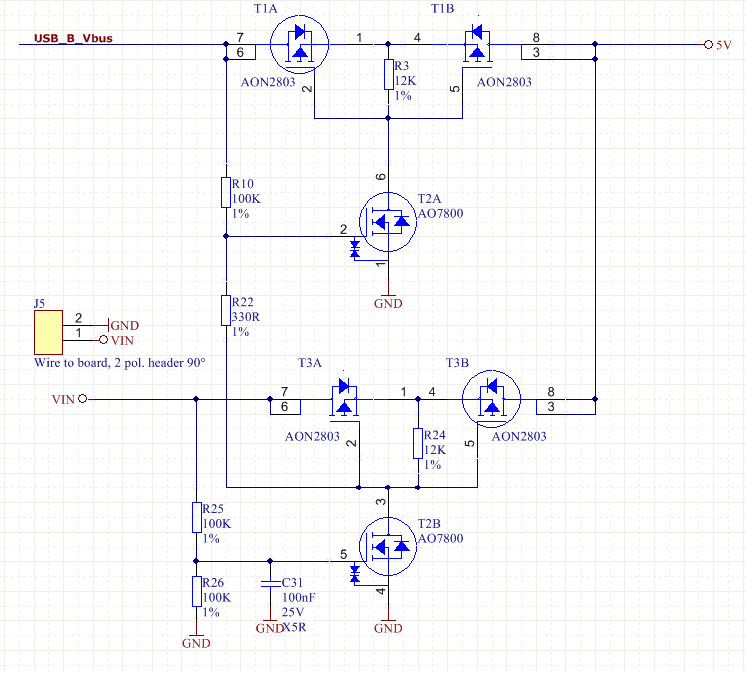 T1A
T1B
USB_B_Vbus
7
1
4
8
5V
6
3
R3
12K
1%
AON2803
AON2803
2
5
6
R10
100K
1%
T2A
AO7800
2
1
GND
R22
330R
1%
J5
2
GND
1
VIN
Wire to board, 2 pol. header 90°
T3A
T3B
VIN
7
1
4
8
6
3
AON2803
AON2803
2
5
R24
12K
1%
3
R25
100K
1%
T2B
AO7800
5
4
R26
100K
1%
C31
100nF
25V
X5R
GND
GND
GND